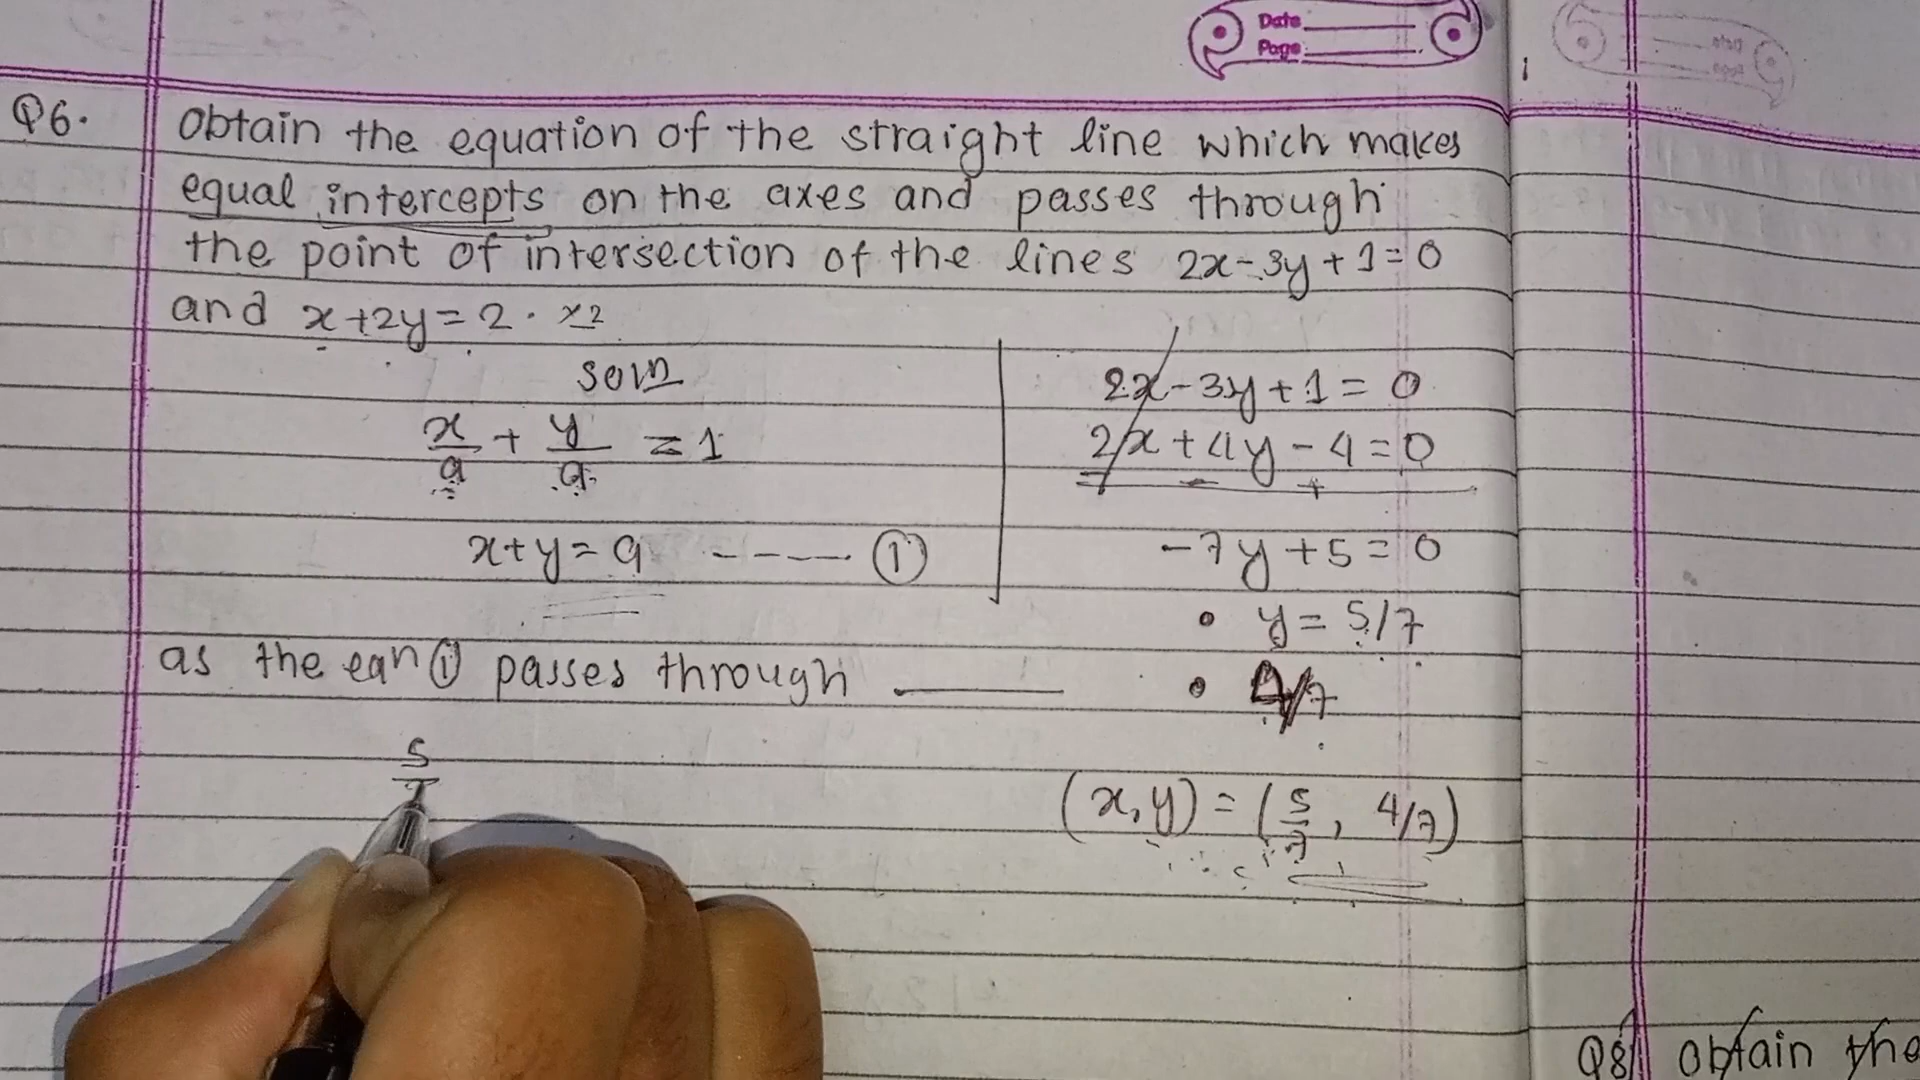 Date
Page
Q6. Obtain the equation of the straight line which makes
equal intercepts on the axes and passes through
the point of intersection of the lines 2x-3y+1=0
and x+2y=2. x2
soln
x/a + y/a = 1
x+y=a ---- ①
2x-3y+1=0
2x+4y-4=0
- - +
-7y+5=0
• y=5/7
• 4/7
as the eqn ① passes through
5/7
(x,y)=(5/7, 4/7)
Q8 obtain the